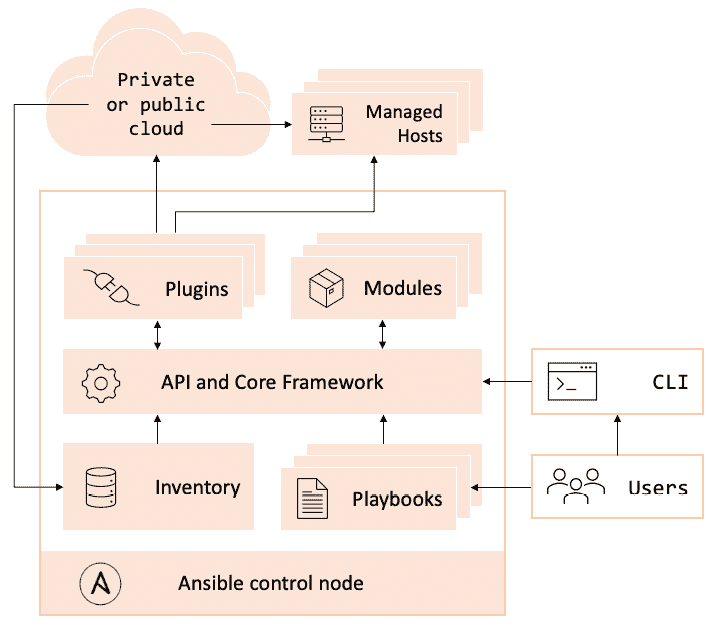 Private
or public
cloud
Managed
Hosts
Plugins
Modules
API and Core Framework
>_
CLI
Inventory
Playbooks
Users
Ansible control node